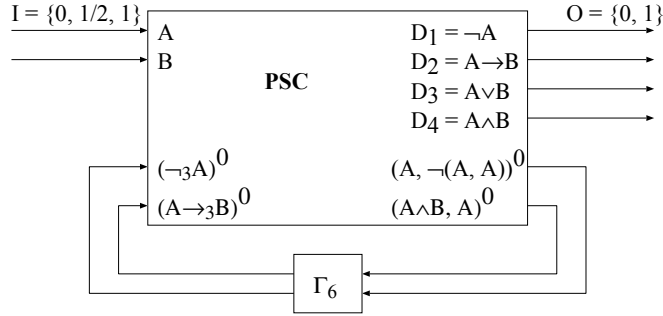 I = {0, 1/2, 1}
O = {0, 1}
A
B
PSC
D₁ = ¬A
D₂ = A→B
D₃ = A∨B
D₄ = A∧B
(¬₃A)⁰
(A→₃B)⁰
(A, ¬(A, A))⁰
(A∧B, A)⁰
Γ₆